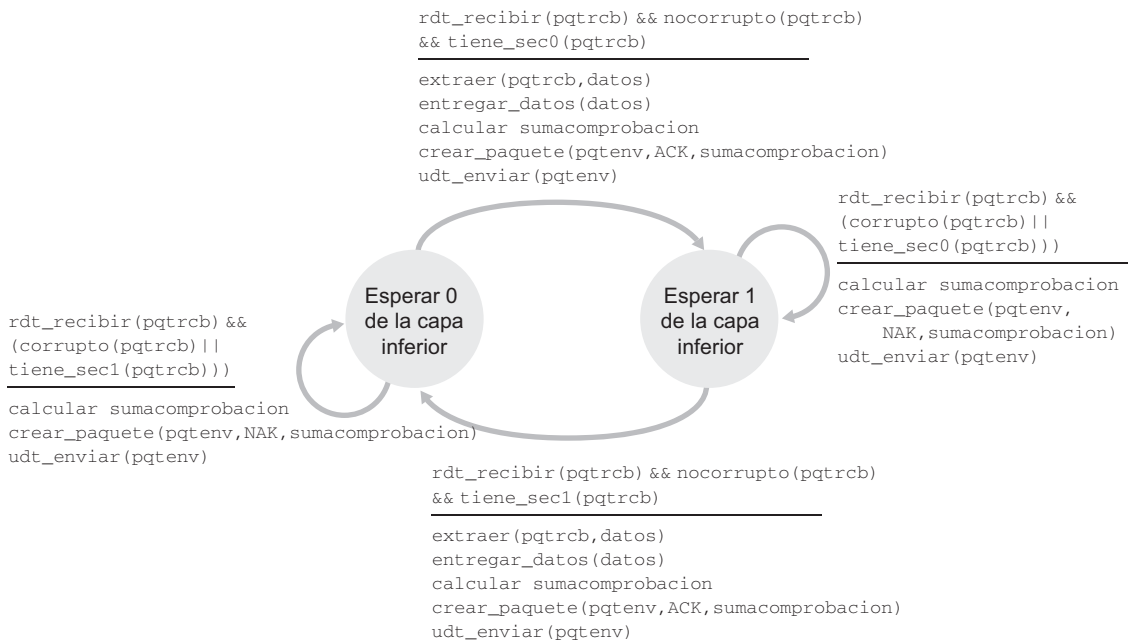 rdt_recibir(pqtrcb) && nocorrupto(pqtrcb)
&& tiene_sec0(pqtrcb)
extraer(pqtrcb,datos)
entregar_datos(datos)
calcular sumacomprobacion
crear_paquete(pqtenv,ACK,sumacomprobacion)
udt_enviar(pqtenv)
rdt_recibir(pqtrcb) &&
(corrupto(pqtrcb)||
tiene_sec0(pqtrcb)))
calcular sumacomprobacion
crear_paquete(pqtenv,
NAK,sumacomprobacion)
udt_enviar(pqtenv)
Esperar 0
de la capa
inferior
Esperar 1
de la capa
inferior
rdt_recibir(pqtrcb) &&
(corrupto(pqtrcb)||
tiene_sec1(pqtrcb)))
calcular sumacomprobacion
crear_paquete(pqtenv,NAK,sumacomprobacion)
udt_enviar(pqtenv)
rdt_recibir(pqtrcb) && nocorrupto(pqtrcb)
&& tiene_sec1(pqtrcb)
extraer(pqtrcb,datos)
entregar_datos(datos)
calcular sumacomprobacion
crear_paquete(pqtenv,ACK,sumacomprobacion)
udt_enviar(pqtenv)